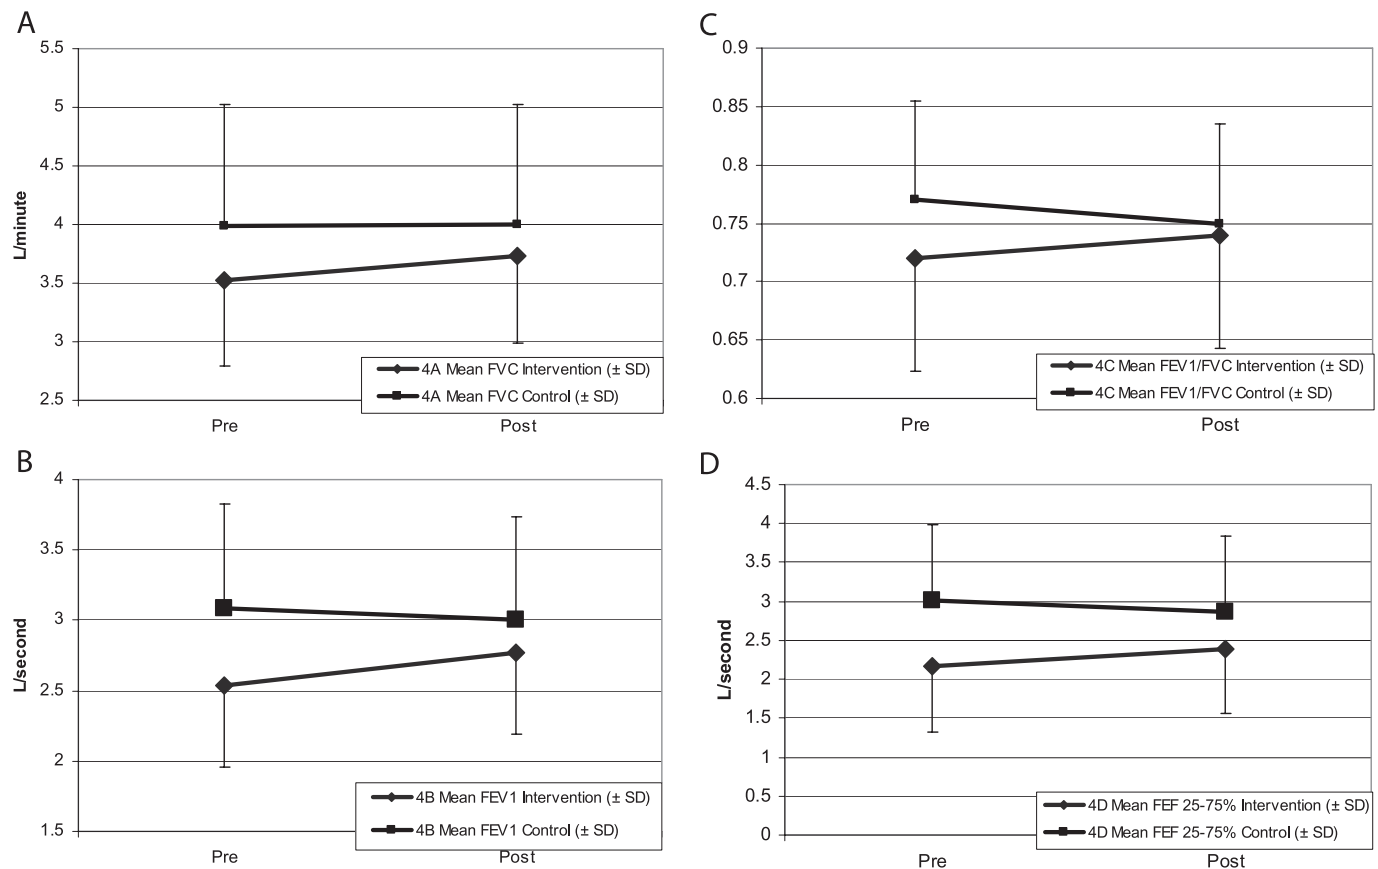 A
5.5
5
4.5
4
3.5
3
2.5
L/minute
Pre
Post
4A Mean FVC Intervention (± SD)
4A Mean FVC Control (± SD)
C
0.9
0.85
0.8
0.75
0.7
0.65
0.6
Pre
Post
4C Mean FEV1/FVC Intervention (± SD)
4C Mean FEV1/FVC Control (± SD)
B
4
3.5
3
2.5
2
1.5
L/second
Pre
Post
4B Mean FEV1 Intervention (± SD)
4B Mean FEV1 Control (± SD)
D
4.5
4
3.5
3
2.5
2
1.5
1
0.5
0
L/second
Pre
Post
4D Mean FEF 25-75% Intervention (± SD)
4D Mean FEF 25-75% Control (± SD)